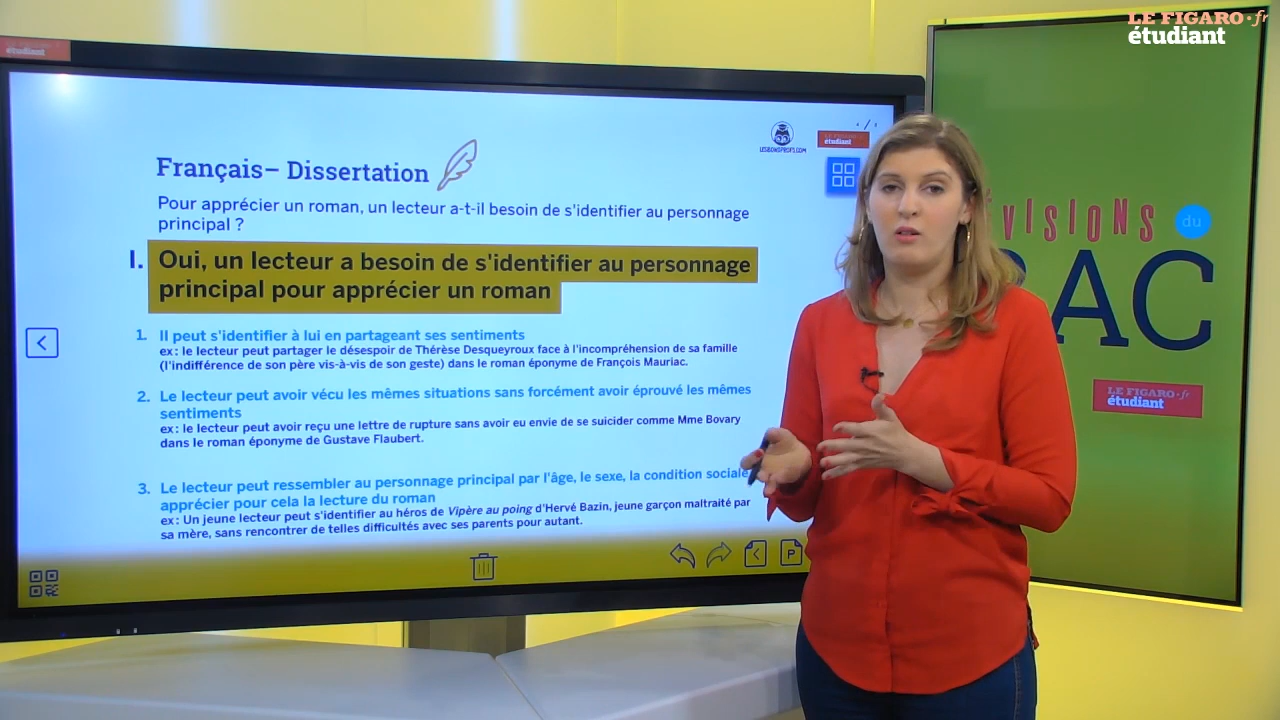 LE FIGARO·fr
étudiant
étudiant
LESBONSPROFS.COM
LE FIGARO·fr
étudiant
Français– Dissertation
Pour apprécier un roman, un lecteur a-t-il besoin de s'identifier au personnage
principal ?
I. Oui, un lecteur a besoin de s'identifier au personnage
principal pour apprécier un roman
1. Il peut s'identifier à lui en partageant ses sentiments
ex : le lecteur peut partager le désespoir de Thérèse Desqueyroux face à l'incompréhension de sa famille
(l'indifférence de son père vis-à-vis de son geste) dans le roman éponyme de François Mauriac.
2. Le lecteur peut avoir vécu les mêmes situations sans forcément avoir éprouvé les mêmes
sentiments
ex : le lecteur peut avoir reçu une lettre de rupture sans avoir eu envie de se suicider comme Mme Bovary
dans le roman éponyme de Gustave Flaubert.
3. Le lecteur peut ressembler au personnage principal par l'âge, le sexe, la condition sociale
apprécier pour cela la lecture du roman
ex : Un jeune lecteur peut s'identifier au héros de Vipère au poing d'Hervé Bazin, jeune garçon maltraité par
sa mère, sans rencontrer de telles difficultés avec ses parents pour autant.
P
VISIONS du
AC
LE FIGARO·fr
étudiant